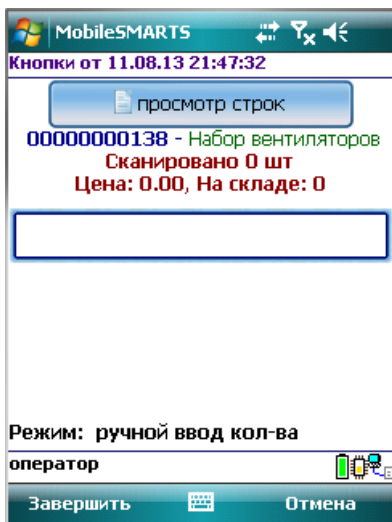 MobileSMARTS
Кнопки от 11.08.13 21:47:32
просмотр строк
00000000138 - Набор вентиляторов
Сканировано 0 шт
Цена: 0.00, На складе: 0
Режим: ручной ввод кол-ва
оператор
Завершить
Отмена